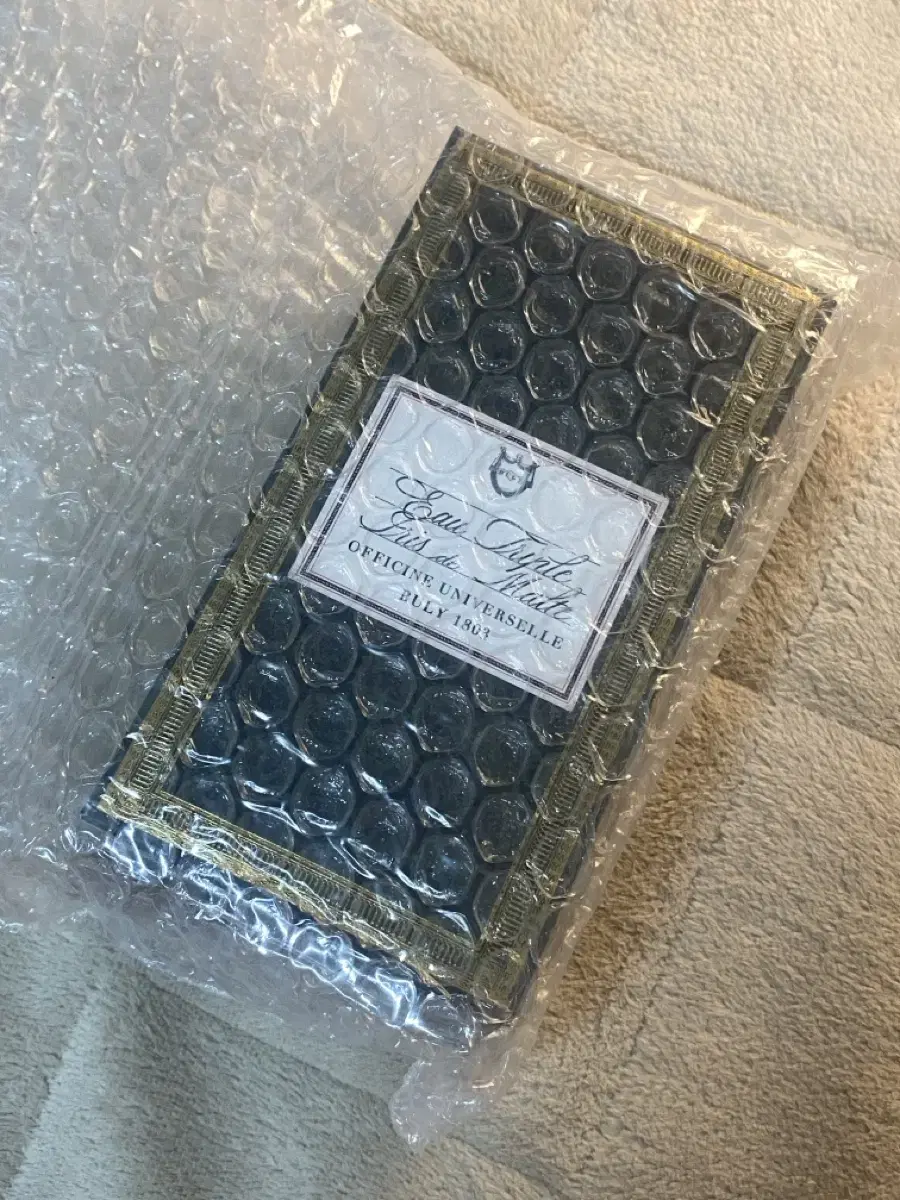 Eau Triple
Iris de Malte
OFFICINE UNIVERSELLE
BULY 1803